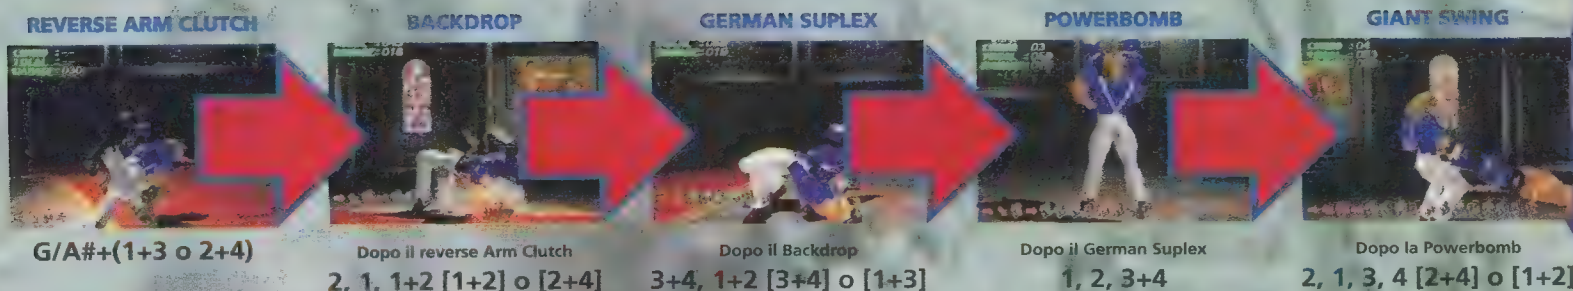 REVERSE ARM CLUTCH
BACKDROP
GERMAN SUPLEX
POWERBOMB
GIANT SWING
G/A#+(1+3 o 2+4)
Dopo il reverse Arm Clutch
2, 1, 1+2 [1+2] o [2+4]
Dopo il Backdrop
3+4, 1+2 [3+4] o [1+3]
Dopo il German Suplex
1, 2, 3+4
Dopo la Powerbomb
2, 1, 3, 4 [2+4] o [1+2]